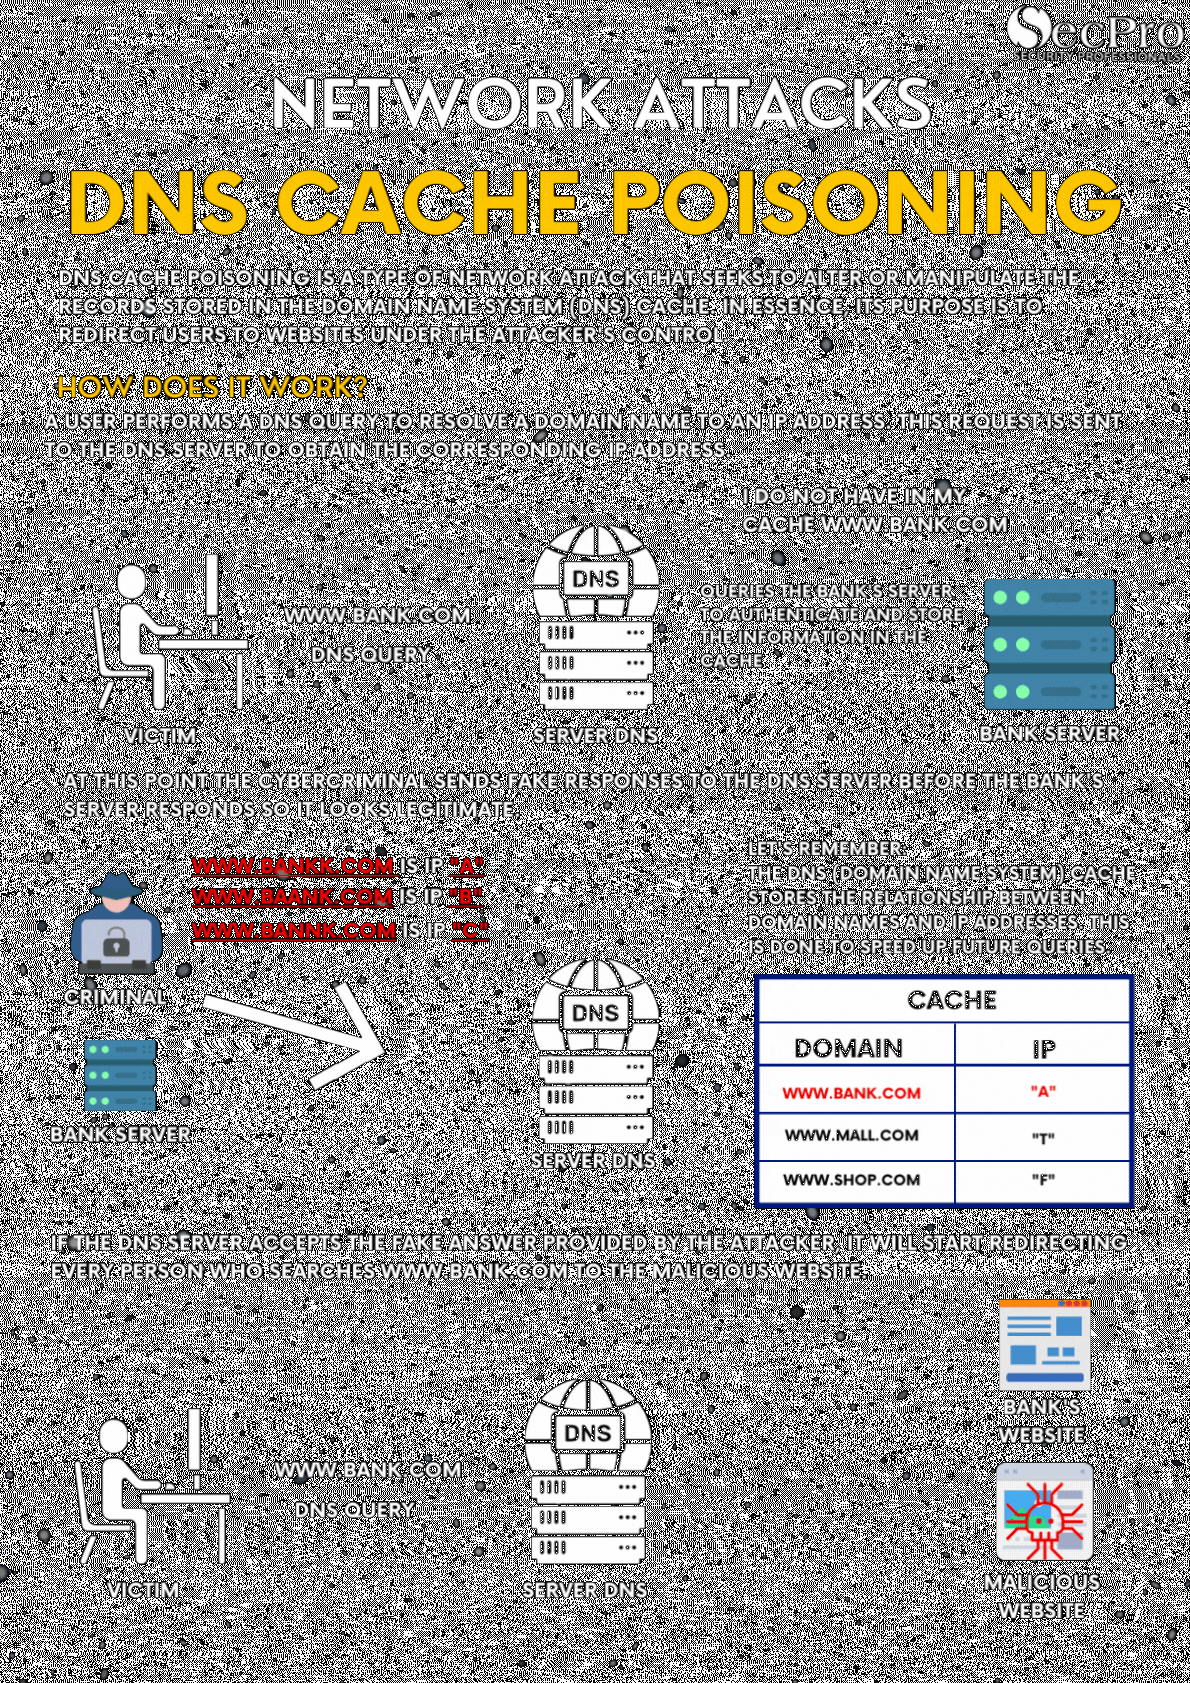 SecPro
SECURITY PROFESSIONALS
NETWORK ATTACKS
DNS CACHE POISONING
DNS CACHE POISONING IS A TYPE OF NETWORK ATTACK THAT SEEKS TO ALTER OR MANIPULATE THE
RECORDS STORED IN THE DOMAIN NAME SYSTEM (DNS) CACHE. IN ESSENCE, ITS PURPOSE IS TO
REDIRECT USERS TO WEBSITES UNDER THE ATTACKER'S CONTROL
HOW DOES IT WORK?
A USER PERFORMS A DNS QUERY TO RESOLVE A DOMAIN NAME TO AN IP ADDRESS. THIS REQUEST IS SENT
TO THE DNS SERVER TO OBTAIN THE CORRESPONDING IP ADDRESS
I DO NOT HAVE IN MY
CACHE WWW.BANK.COM
DNS
WWW.BANK.COM
DNS QUERY
QUERIES THE BANK'S SERVER
TO AUTHENTICATE AND STORE
THE INFORMATION IN THE
CACHE
VICTIM
SERVER DNS
BANK SERVER
AT THIS POINT THE CYBERCRIMINAL SENDS FAKE RESPONSES TO THE DNS SERVER BEFORE THE BANK'S
SERVER RESPONDS SO IT LOOKS LEGITIMATE.
WWW.BANKK.COM IS IP "A"
WWW.BAANK.COM IS IP "B"
WWW.BANNK.COM IS IP "C"
LET'S REMEMBER
THE DNS (DOMAIN NAME SYSTEM) CACHE
STORES THE RELATIONSHIP BETWEEN
DOMAIN NAMES AND IP ADDRESSES. THIS
IS DONE TO SPEED UP FUTURE QUERIES
CRIMINAL
DNS
BANK SERVER
SERVER DNS
CACHE
DOMAIN IP
WWW.BANK.COM "A"
WWW.MALL.COM "T"
WWW.SHOP.COM "F"
IF THE DNS SERVER ACCEPTS THE FAKE ANSWER PROVIDED BY THE ATTACKER, IT WILL START REDIRECTING
EVERY PERSON WHO SEARCHES WWW.BANK.COM TO THE MALICIOUS WEBSITE.
DNS
WWW.BANK.COM
DNS QUERY
VICTIM
SERVER DNS
BANK'S
WEBSITE
MALICIOUS
WEBSITE